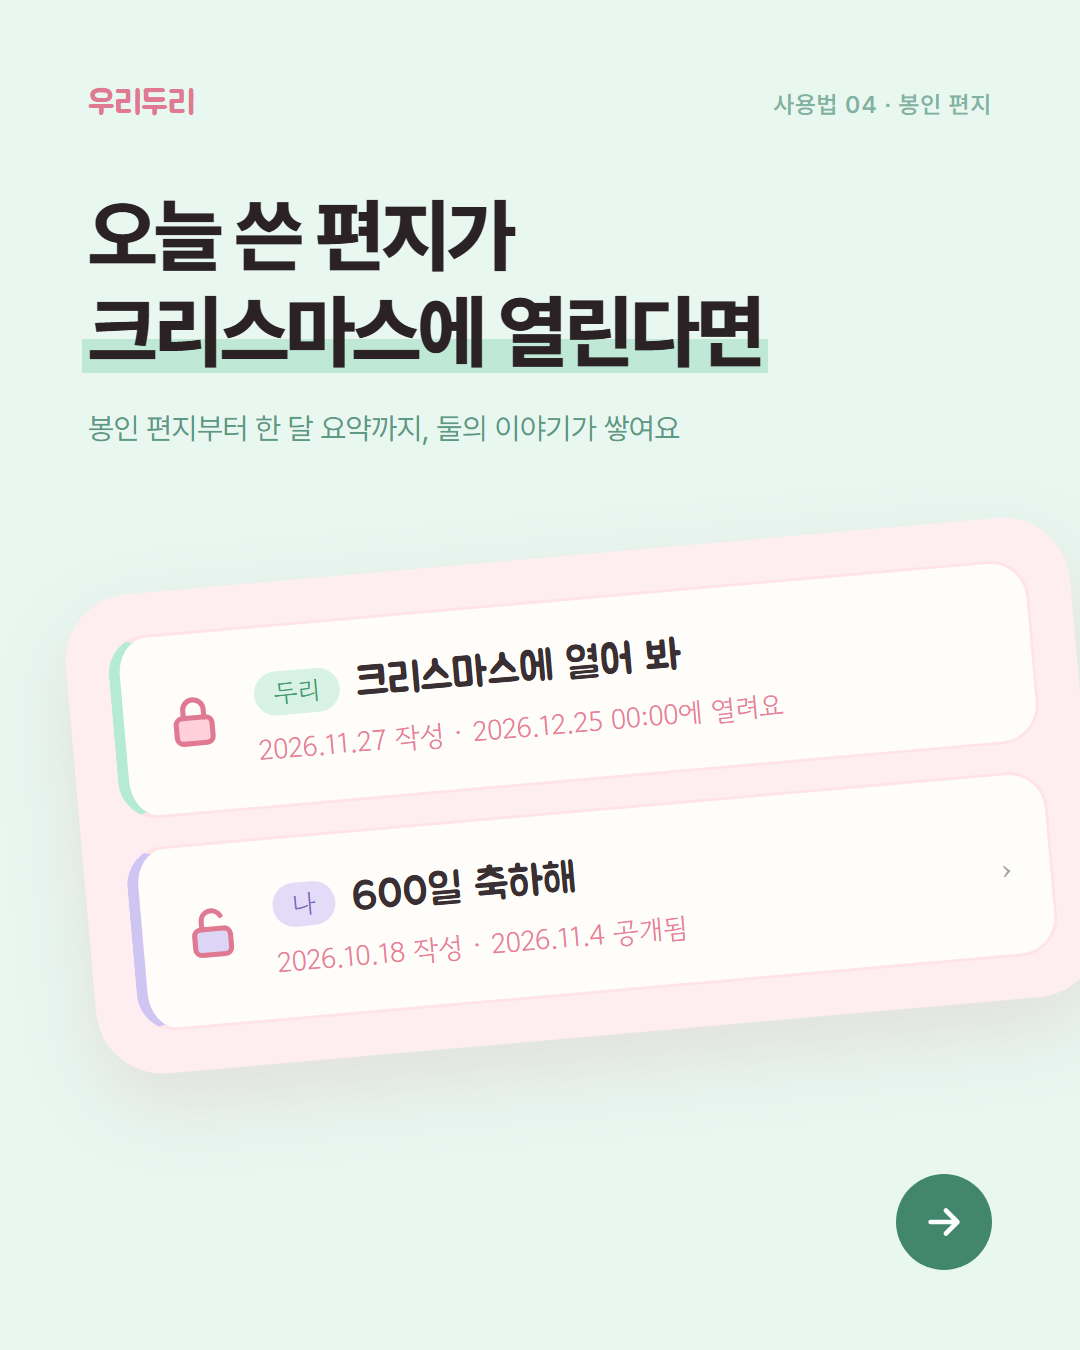 우리두리
사용법 04 · 봉인 편지
오늘 쓴 편지가
크리스마스에 열린다면
봉인 편지부터 한 달 요약까지, 둘의 이야기가 쌓여요
두리 크리스마스에 열어 봐
2026.11.27 작성 · 2026.12.25 00:00에 열려요
나 600일 축하해
2026.10.18 작성 · 2026.11.4 공개됨